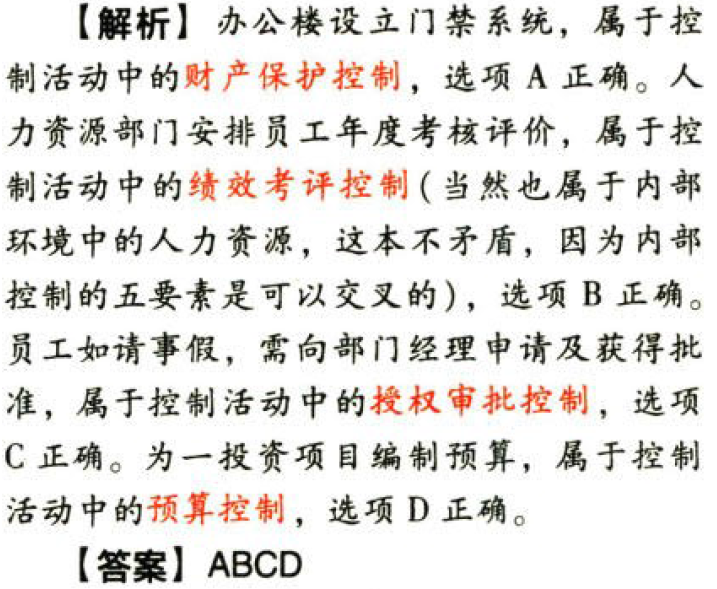 【解析】办公楼设立门禁系统，属于控
制活动中的财产保护控制，选项 A 正确。人
力资源部门安排员工年度考核评价，属于控
制活动中的绩效考评控制(当然也属于内部
环境中的人力资源，这本不矛盾，因为内部
控制的五要素是可以交叉的)，选项 B 正确。
员工如请事假，需向部门经理申请及获得批
准，属于控制活动中的授权审批控制，选项
C 正确。为一投资项目编制预算，属于控制
活动中的预算控制，选项 D 正确。
【答案】ABCD